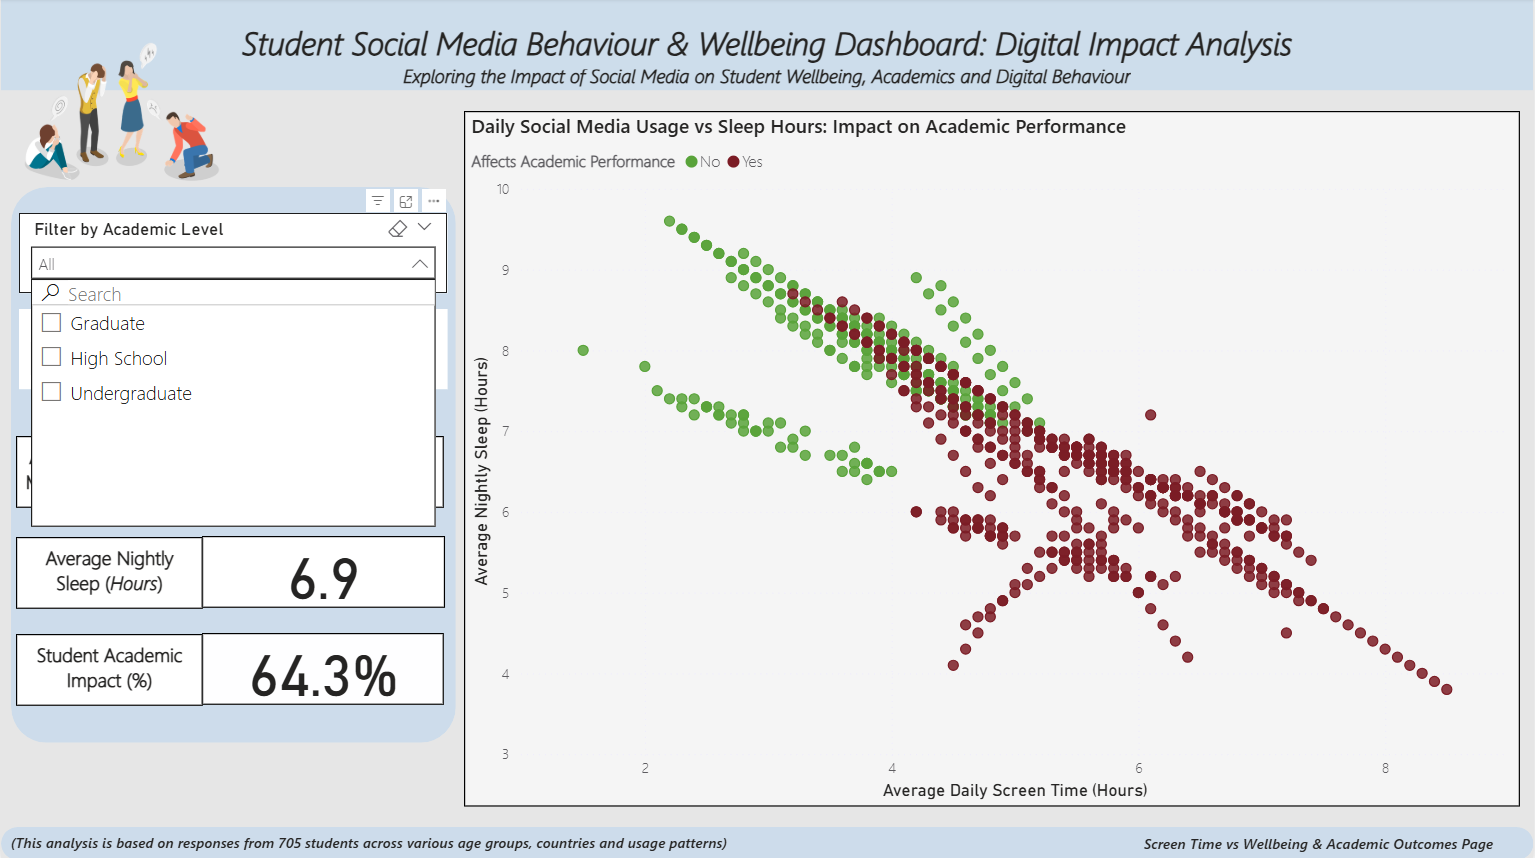 Student Social Media Behaviour & Wellbeing Dashboard: Digital Impact Analysis
Exploring the Impact of Social Media on Student Wellbeing, Academics and Digital Behaviour
Filter by Academic Level
All
Search
Graduate
High School
Undergraduate
Average Nightly
Sleep (Hours)
6.9
Student Academic
Impact (%)
64.3%
Daily Social Media Usage vs Sleep Hours: Impact on Academic Performance
Affects Academic Performance No Yes
10
9
8
7
6
5
4
3
Average Nightly Sleep (Hours)
2 4 6 8
Average Daily Screen Time (Hours)
(This analysis is based on responses from 705 students across various age groups, countries and usage patterns)
Screen Time vs Wellbeing & Academic Outcomes Page